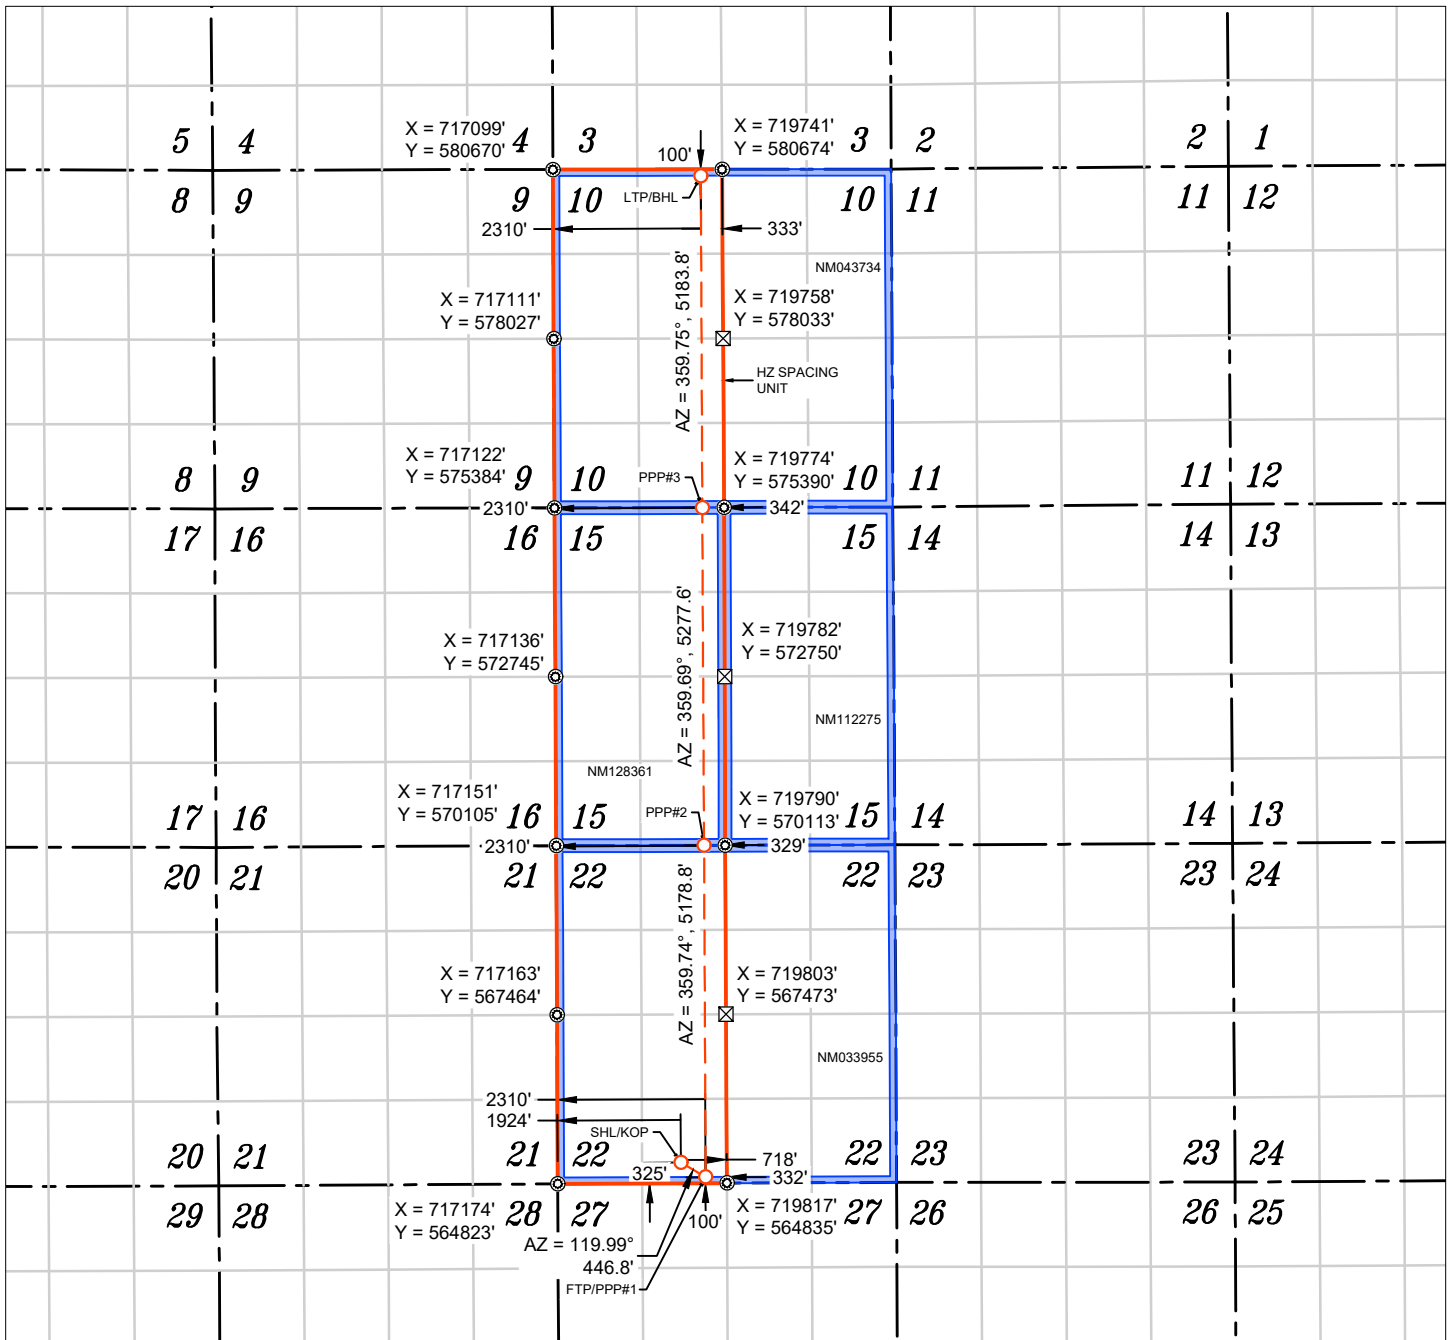 5 4
4 3
3 2
2 1
X = 717099'
Y = 580670'
X = 719741'
Y = 580674'
100'
8 9
9 10
10 11
11 12
LTP/BHL
2310'
333'
NM043734
AZ = 359.75°, 5183.8'
X = 717111'
Y = 578027'
X = 719758'
Y = 578033'
HZ SPACING
UNIT
X = 717122'
Y = 575384'
X = 719774'
Y = 575390'
8 9
9 10
PPP#3
10 11
11 12
2310'
342'
17 16
16 15
15 14
14 13
AZ = 359.69°, 5277.6'
X = 717136'
Y = 572745'
X = 719782'
Y = 572750'
NM112275
NM128361
X = 717151'
Y = 570105'
X = 719790'
Y = 570113'
17 16
16 15
PPP#2
15 14
14 13
2310'
329'
20 21
21 22
22 23
23 24
AZ = 359.74°, 5178.8'
X = 717163'
Y = 567464'
X = 719803'
Y = 567473'
NM033955
2310'
1924'
SHL/KOP
718'
20 21
21 22
325'
332'
22 23
23 24
29 28
28 27
27 26
26 25
X = 717174'
Y = 564823'
100'
X = 719817'
Y = 564835'
AZ = 119.99°
446.8'
FTP/PPP#1